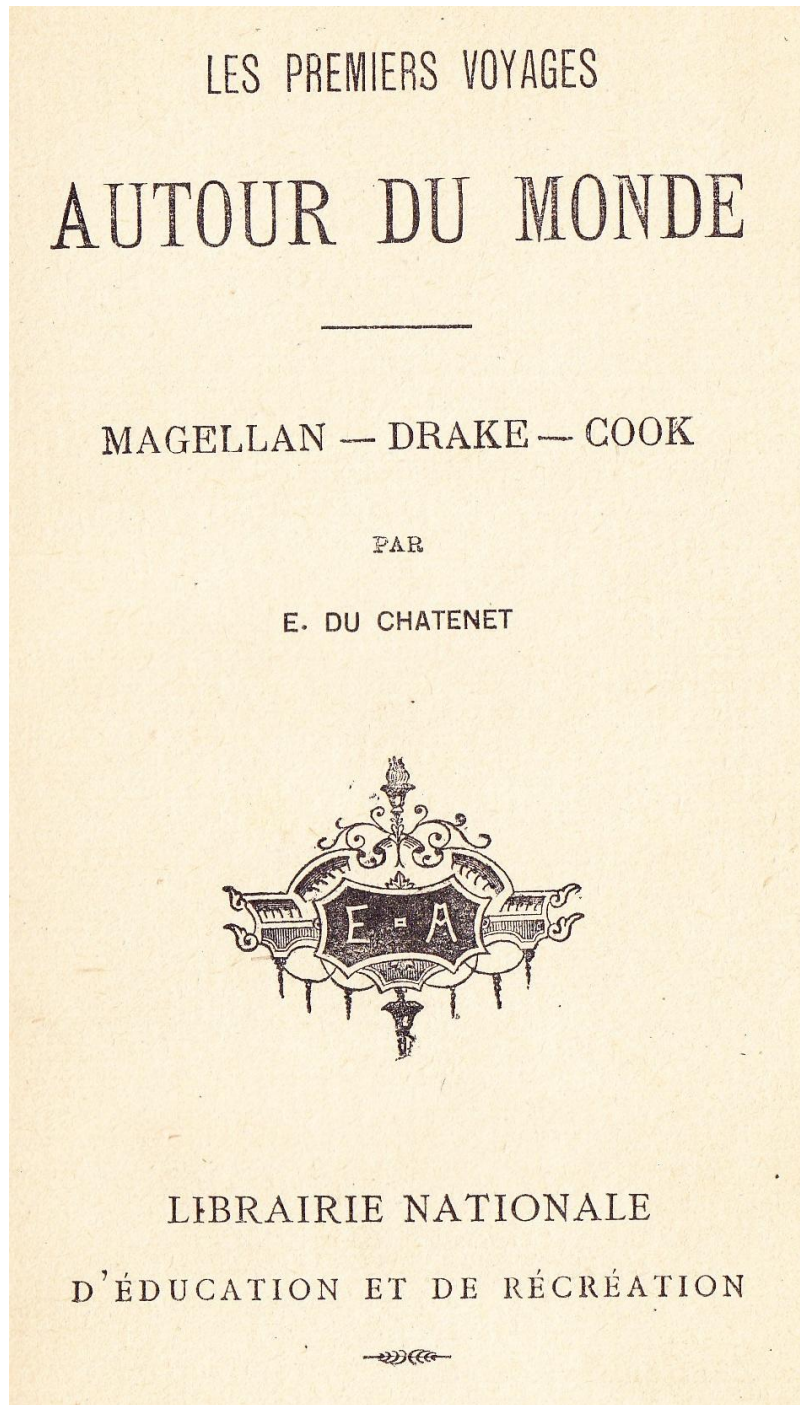 LES PREMIERS VOYAGES
AUTOUR DU MONDE
MAGELLAN — DRAKE — COOK
PAR
E. DU CHATENET
E - A
LIBRAIRIE NATIONALE
D'ÉDUCATION ET DE RÉCRÉATION